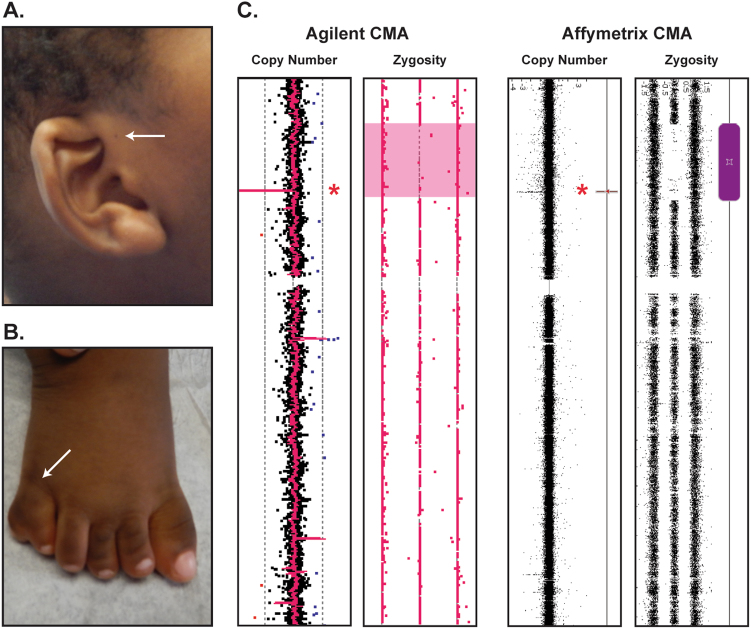 A.
B.
C.
Agilent CMA
Affymetrix CMA
Copy Number
Zygosity
Copy Number
Zygosity
*
*